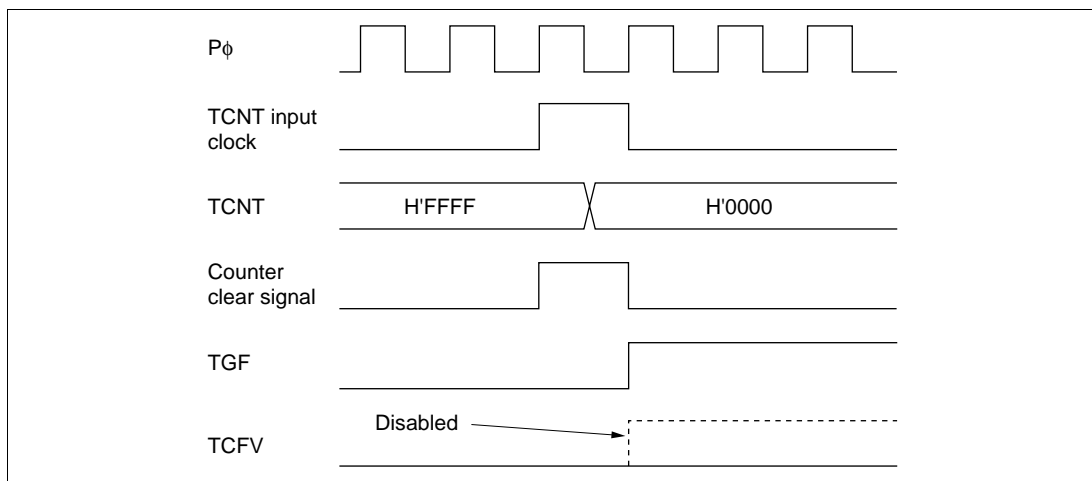 Pϕ
TCNT input
clock
TCNT
H'FFFF
H'0000
Counter
clear signal
TGF
Disabled
TCFV